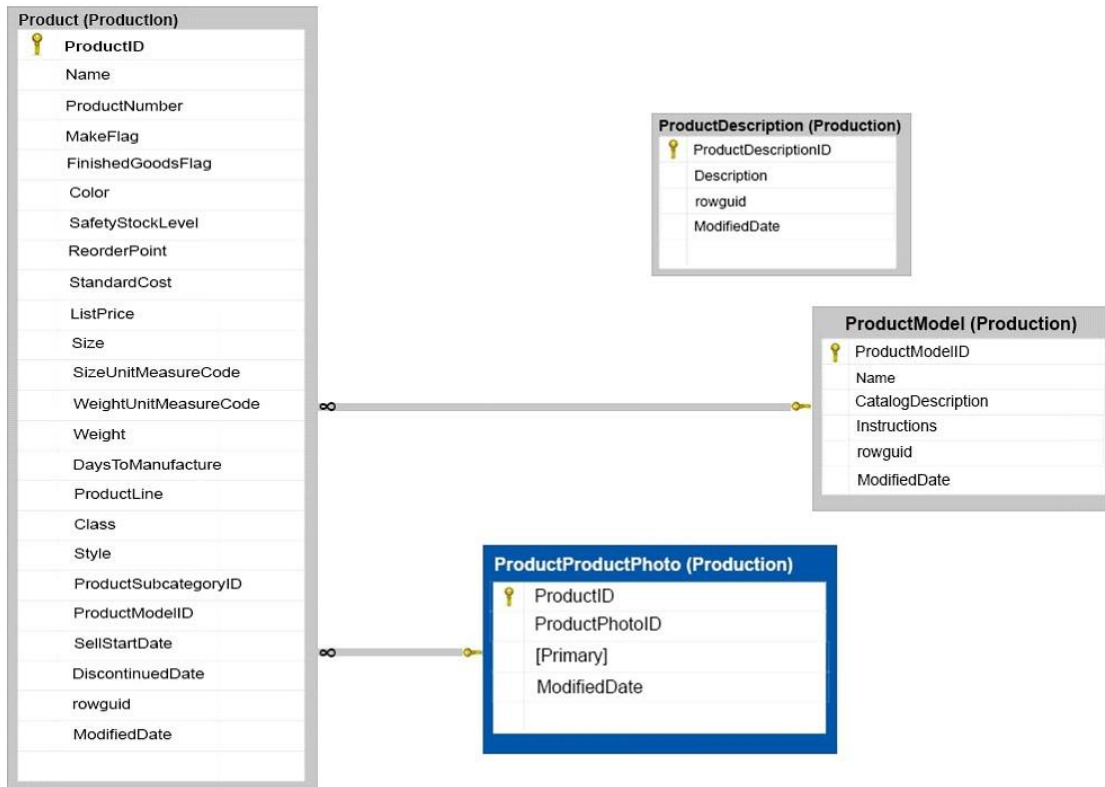 Product (Production)
ProductID
Name
ProductNumber
MakeFlag
FinishedGoodsFlag
Color
SafetyStockLevel
ReorderPoint
StandardCost
ListPrice
Size
SizeUnitMeasureCode
WeightUnitMeasureCode
Weight
DaysToManufacture
ProductLine
Class
Style
ProductSubcategoryID
ProductModelID
SellStartDate
DiscontinuedDate
rowguid
ModifiedDate
ProductDescription (Production)
ProductDescriptionID
Description
rowguid
ModifiedDate
ProductModel (Production)
ProductModelID
Name
CatalogDescription
Instructions
rowguid
ModifiedDate
ProductProductPhoto (Production)
ProductID
ProductPhotoID
[Primary]
ModifiedDate